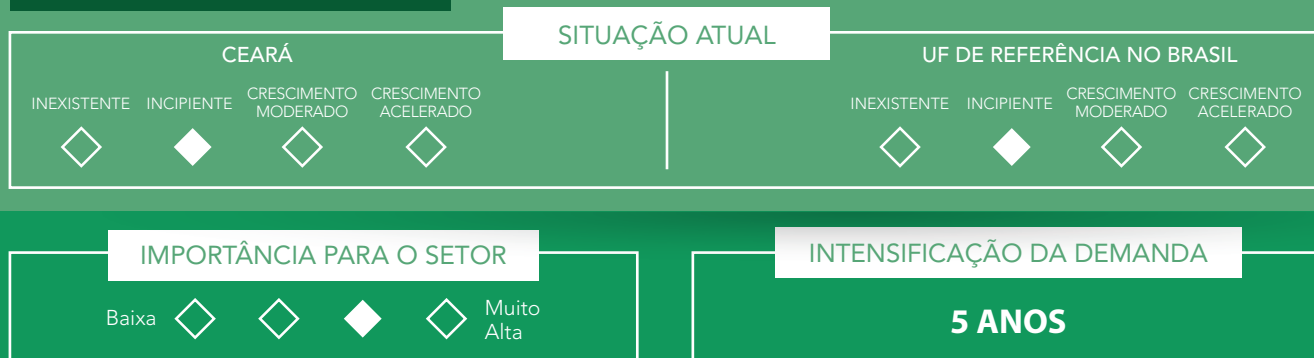 SITUAÇÃO ATUAL
CEARÁ
INEXISTENTE
INCIPIENTE
CRESCIMENTO
MODERADO
CRESCIMENTO
ACELERADO
UF DE REFERÊNCIA NO BRASIL
INEXISTENTE
INCIPIENTE
CRESCIMENTO
MODERADO
CRESCIMENTO
ACELERADO
IMPORTÂNCIA PARA O SETOR
Baixa
Muito
Alta
INTENSIFICAÇÃO DA DEMANDA
5 ANOS